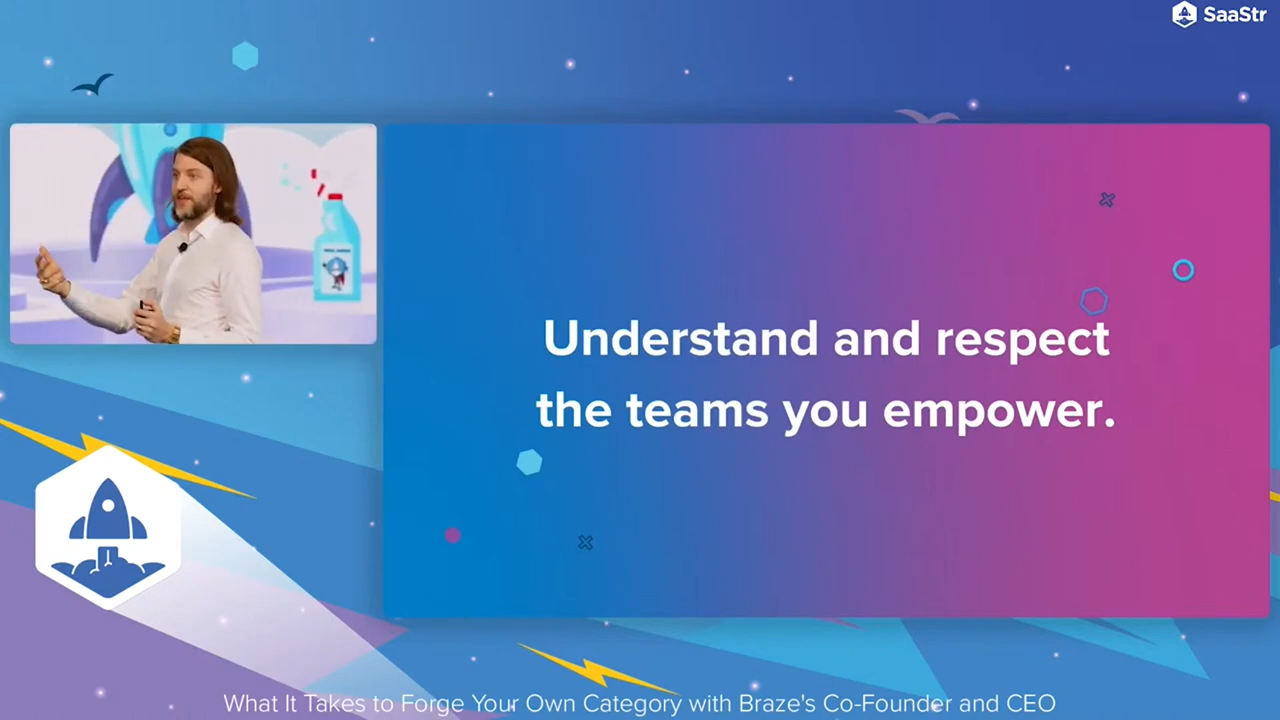 SaaStr
Understand and respect
the teams you empower.
What It Takes to Forge Your Own Category with Braze's Co-Founder and CEO